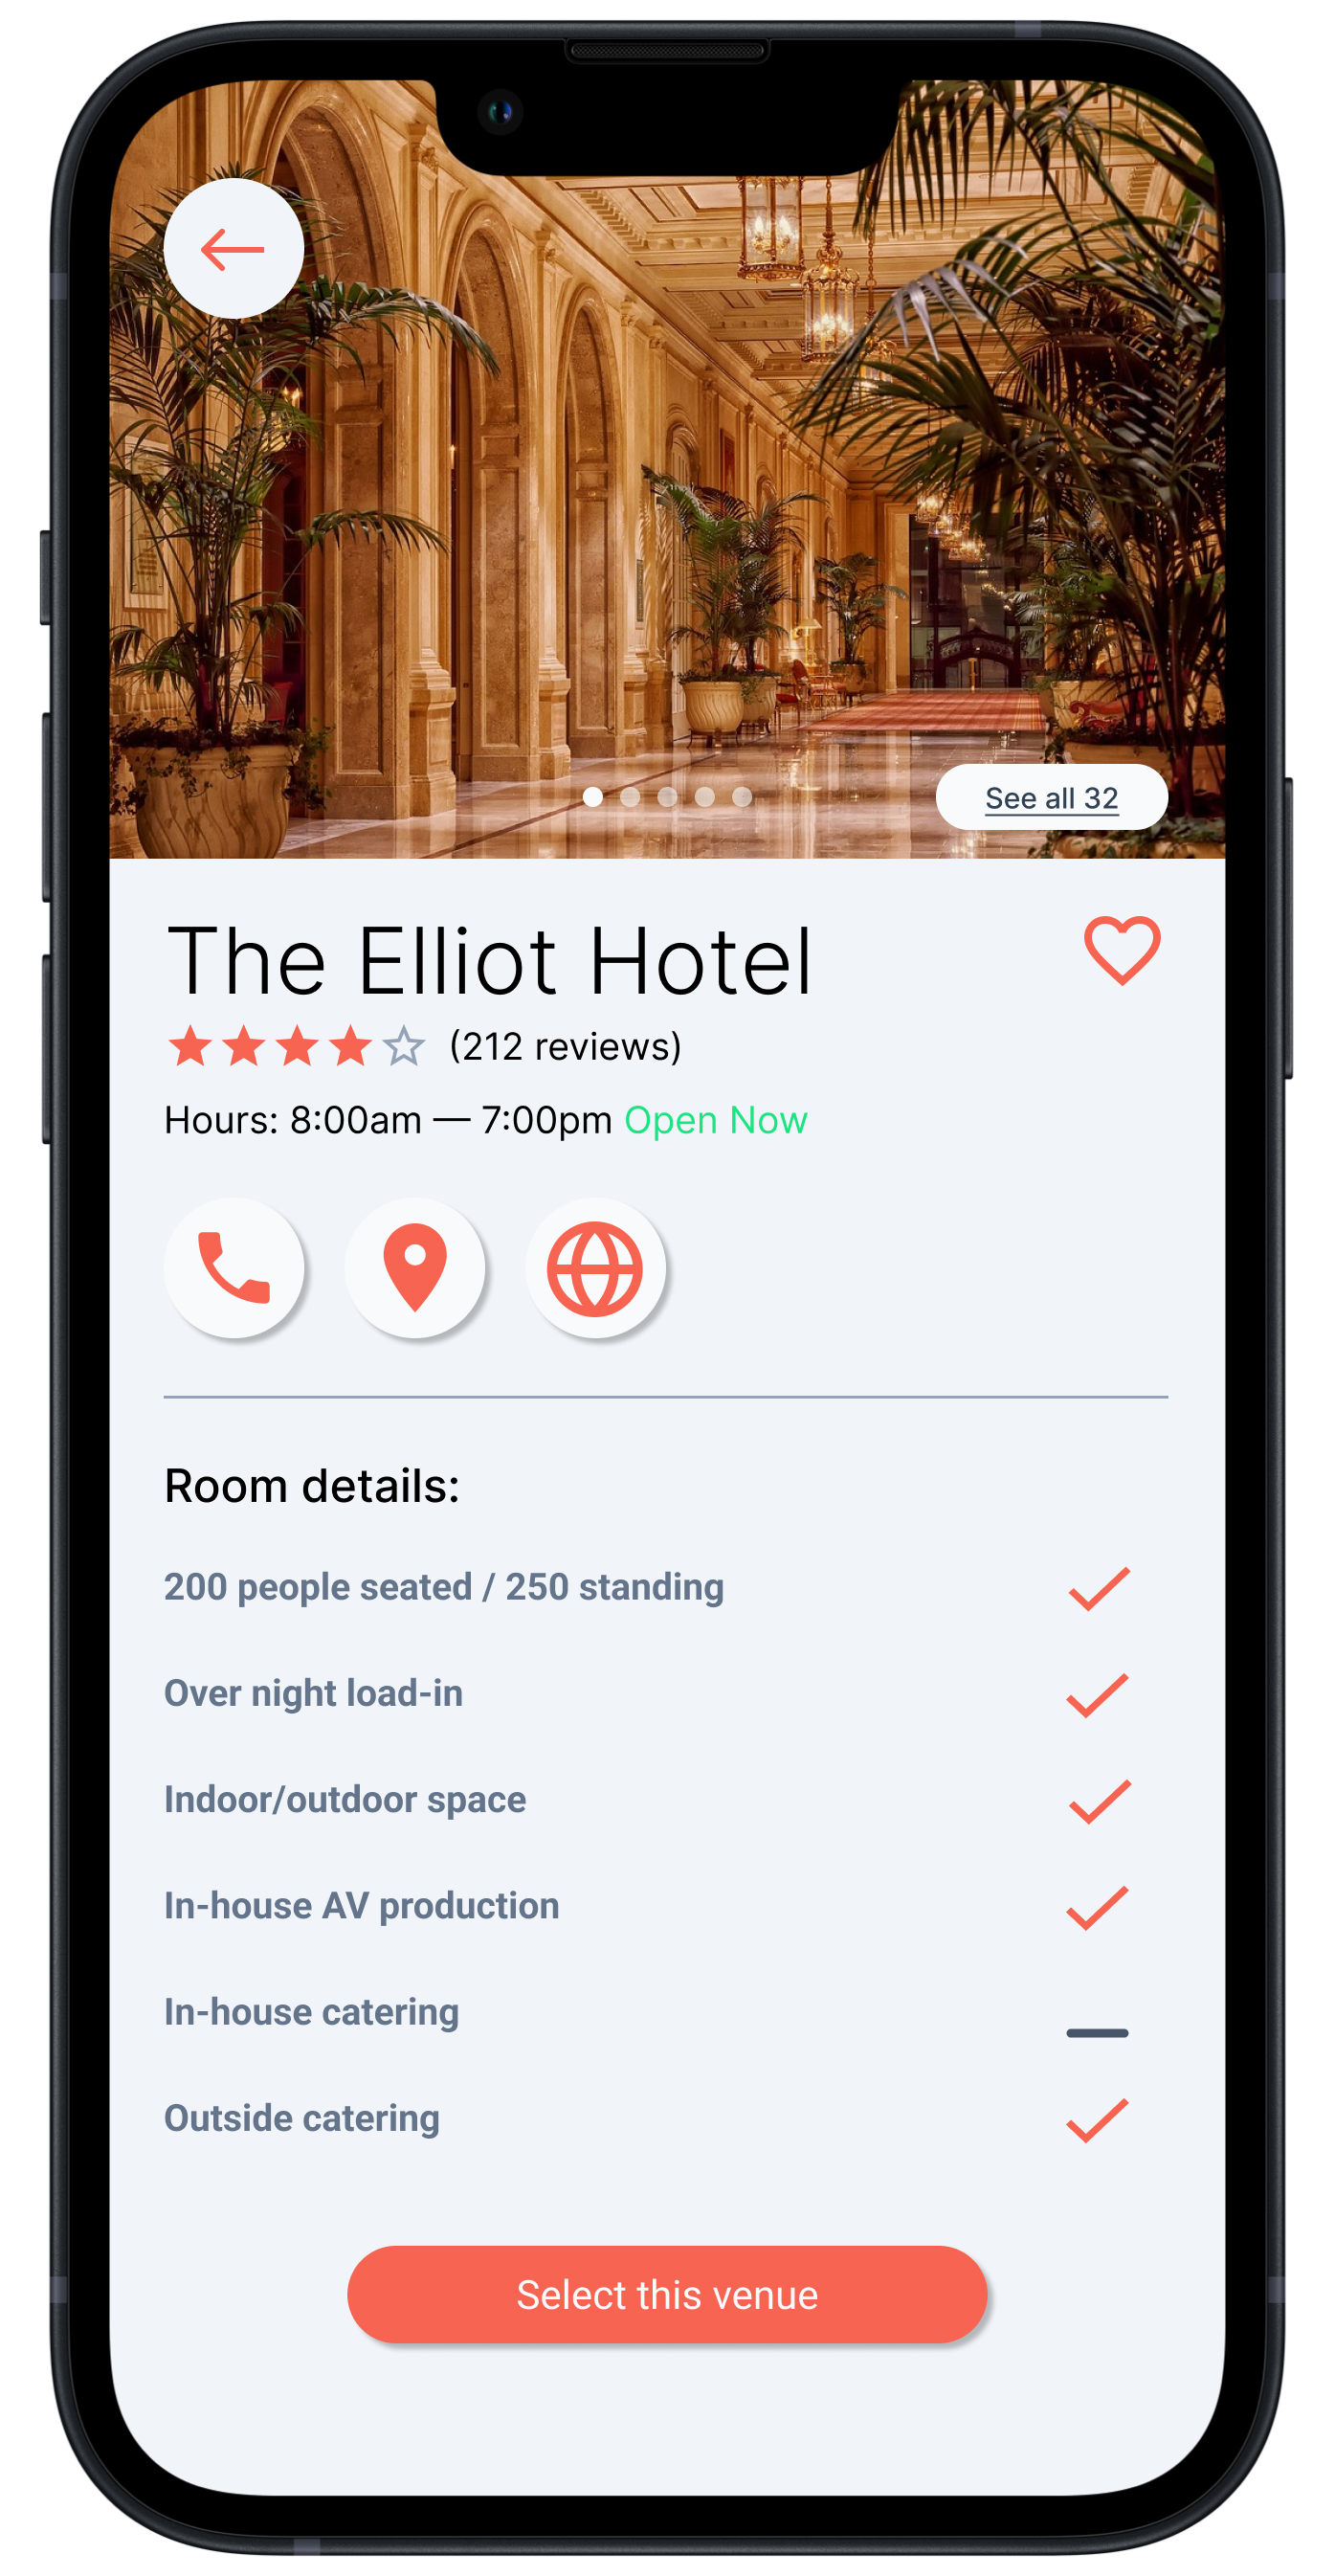 See all 32
The Elliot Hotel
(212 reviews)
Hours: 8:00am — 7:00pm Open Now
Room details:
200 people seated / 250 standing
Over night load-in
Indoor/outdoor space
In-house AV production
In-house catering
Outside catering
Select this venue